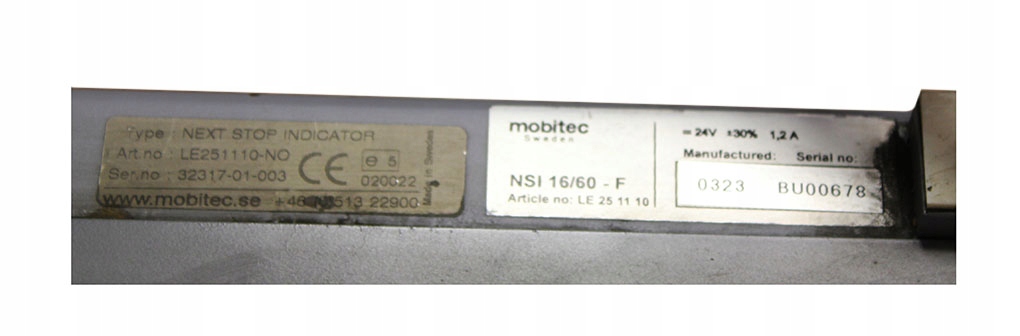 Type : NEXT STOP INDICATOR
Art.no : LE251110-NO
Ser.no : 32317-01-003
CE
e 5
020022
Made in Sweden
www.mobitec.se 513 22900
mobitec
Sweden
NSI 16/60 - F
Article no: LE 25 11 10
= 24V ±30% 1,2 A
Manufactured: Serial no:
0323 BU00678